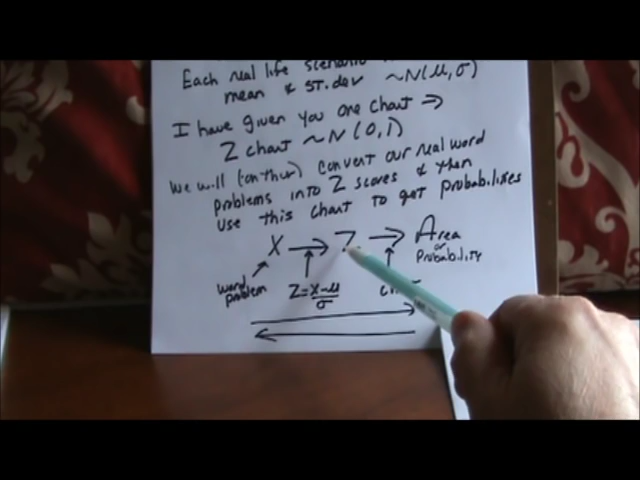 Each real life scenario
mean & st.dev ~N(μ,σ)
I have given you one chart ⇒
Z chart ~N(0,1)
We will (on thur) convert our real word
problems into Z scores & then
use this chart to get probabilities
X → Z → Area
or
Probability
word
problem
Z=x-μ
σ